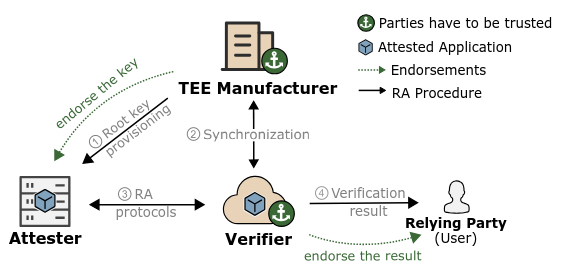 Parties have to be trusted
Attested Application
Endorsements
RA Procedure
TEE Manufacturer
endorse the key
① Root key
provisioning
② Synchronization
③ RA
protocols
④ Verification
result
Attester
Verifier
Relying Party
(User)
endorse the result